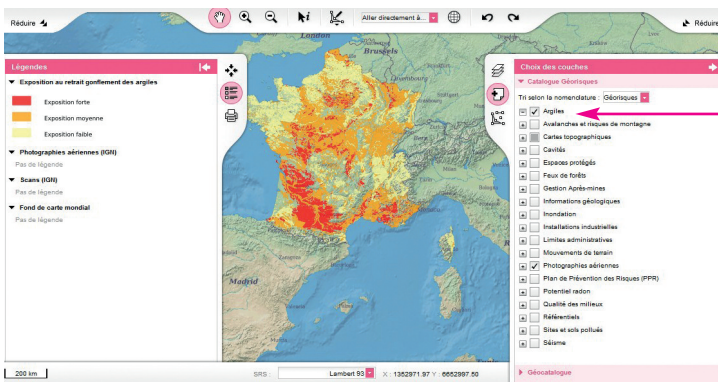 Réduire
Aller directement à...
Réduire
Légendes
Exposition au retrait gonflement des argiles
Exposition forte
Exposition moyenne
Exposition faible
Photographies aériennes (IGN)
Pas de légende
Scans (IGN)
Pas de légende
Fond de carte mondial
Pas de légende
London
Brussels
Luxembourg
Madrid
Choix des couches
Catalogue Géorisques
Tri selon la nomenclature : Géorisques
Argiles
Avalanches et risques de montagne
Cartes topographiques
Cavités
Espaces protégés
Feux de forêts
Gestion Après-mines
Informations géologiques
Inondation
Installations industrielles
Limites administratives
Mouvements de terrain
Photographies aériennes
Plan de Prévention des Risques (PPR)
Potentiel radon
Qualité des milieux
Référentiels
Sites et sols pollués
Séisme
Géocatalogue
200 km
SRS : Lambert 93 X : 1352971.97 Y : 6652997.50